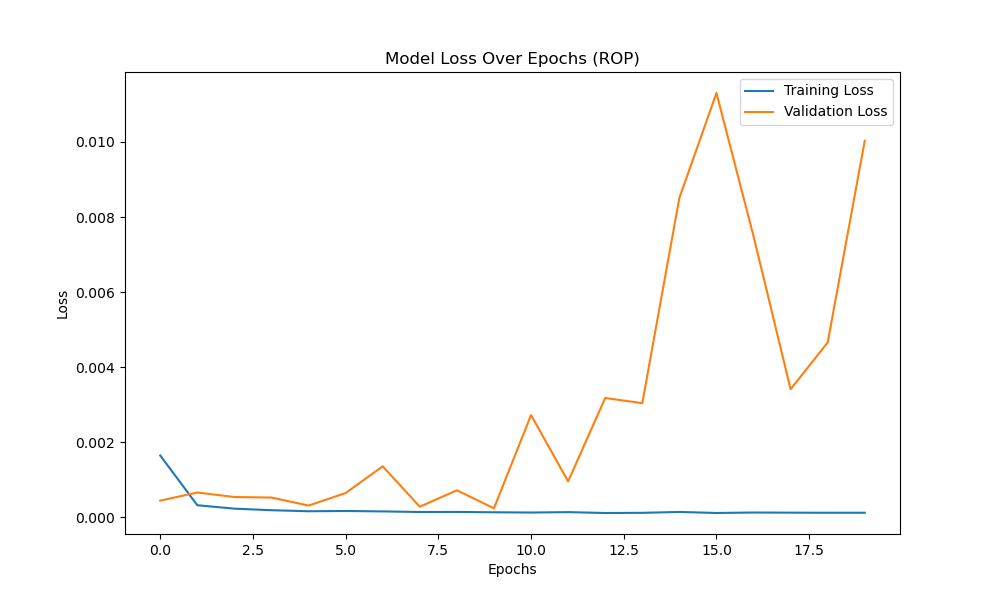 Model Loss Over Epochs (ROP)
Training Loss
Validation Loss
0.010
0.008
0.006
0.004
0.002
0.000
Loss
0.0 2.5 5.0 7.5 10.0 12.5 15.0 17.5
Epochs